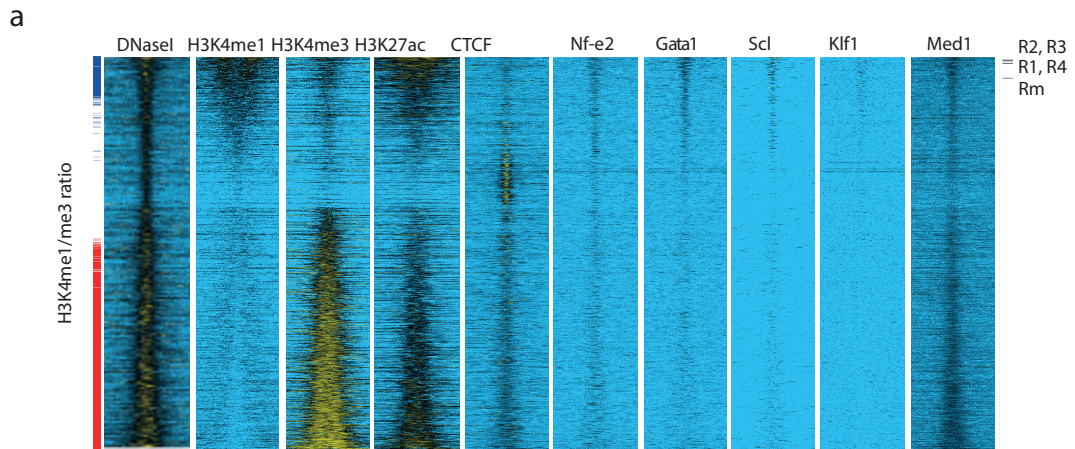 a
DNaseI H3K4me1 H3K4me3 H3K27ac CTCF Nf-e2 Gata1 Scl Klf1 Med1
R2, R3
R1, R4
Rm
H3K4me1/me3 ratio